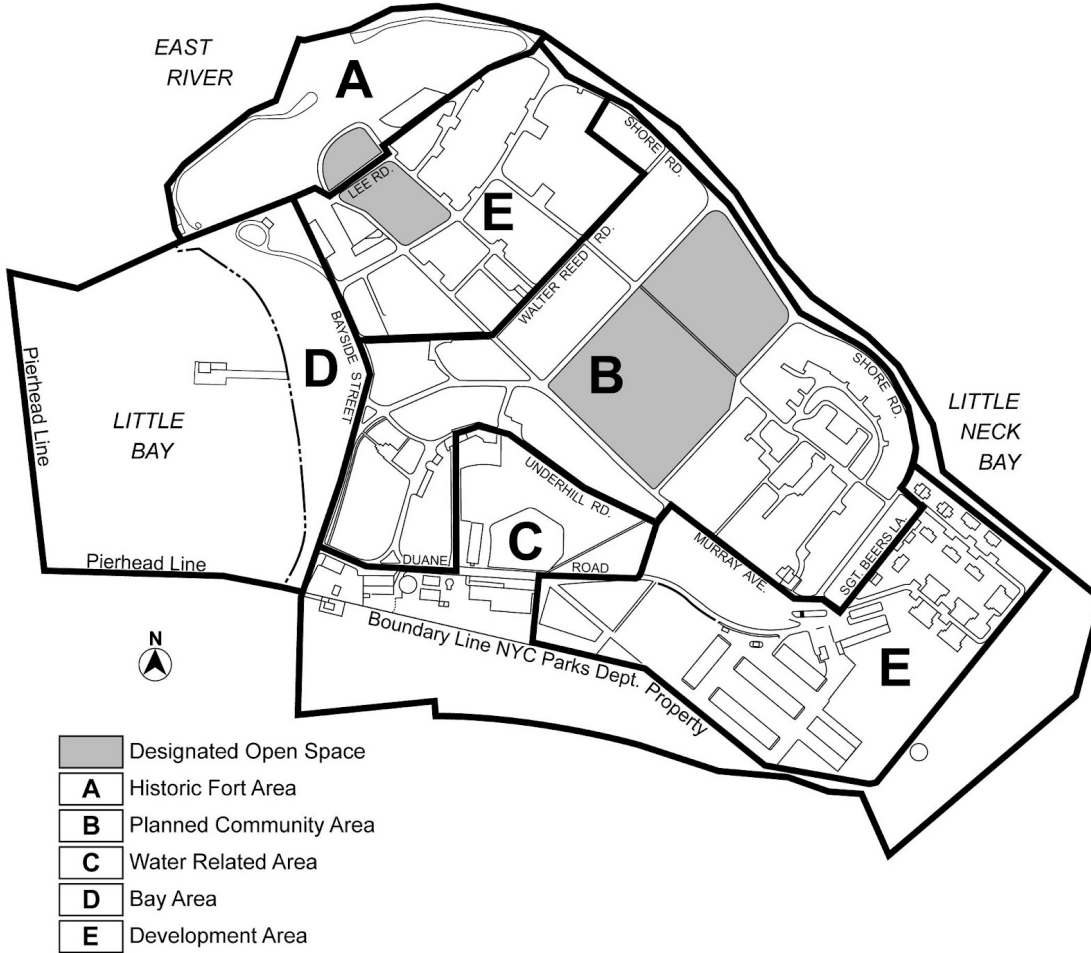 EAST
RIVER
A
SHORE RD.
LEE RD.
E
WALTER REED RD.
BAYSIDE STREET
D
B
SHORE RD.
Pierhead Line
LITTLE
BAY
LITTLE
NECK
BAY
UNDERHILL RD.
C
DUANE ROAD
MURRAY AVE.
SGT. BEERS LA.
Pierhead Line
Boundary Line NYC Parks Dept. Property
N
E
Designated Open Space
A Historic Fort Area
B Planned Community Area
C Water Related Area
D Bay Area
E Development Area